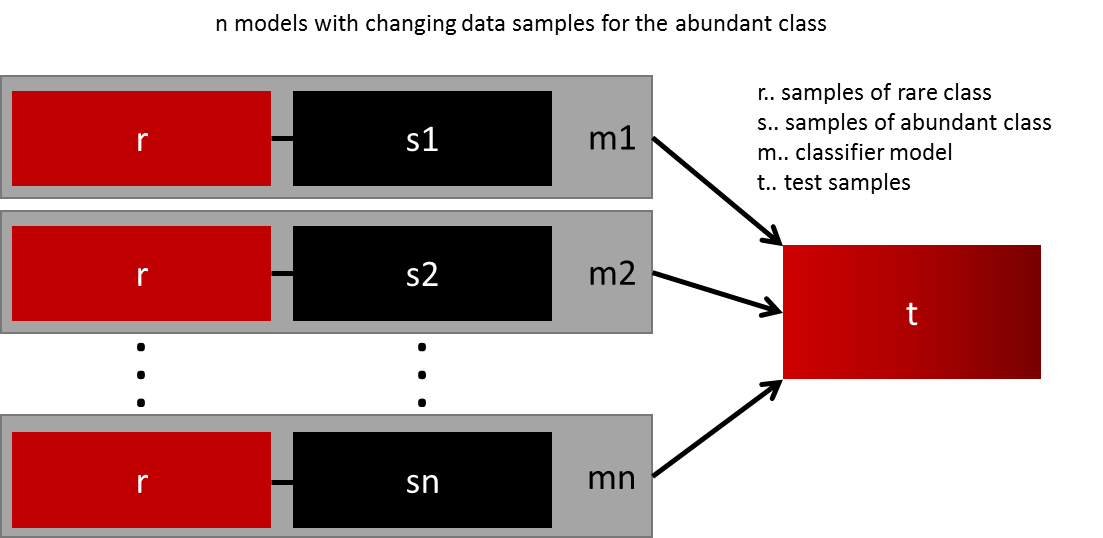 n models with changing data samples for the abundant class
r.. samples of rare class
s.. samples of abundant class
m.. classifier model
t.. test samples
r s1 m1
r s2 m2
r sn mn
t